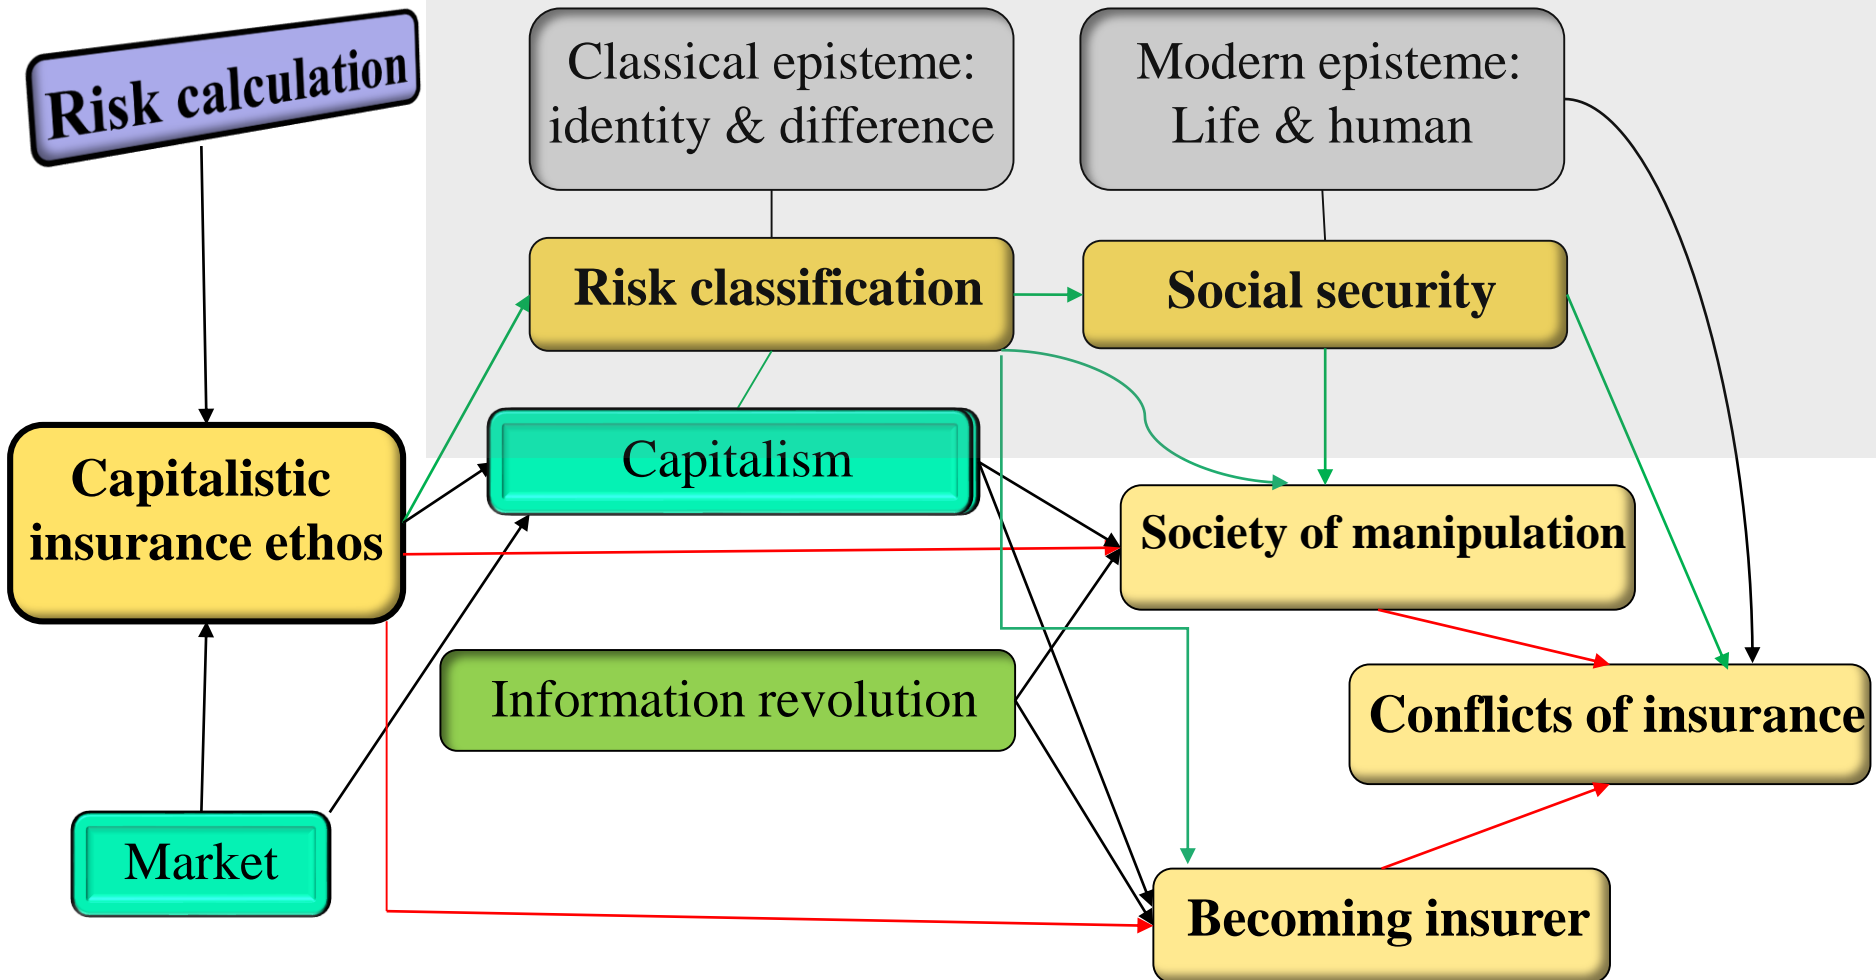 Risk calculation
Classical episteme:
identity & difference
Modern episteme:
Life & human
Risk classification
Social security
Capitalistic
insurance ethos
Capitalism
Society of manipulation
Information revolution
Conflicts of insurance
Market
Becoming insurer